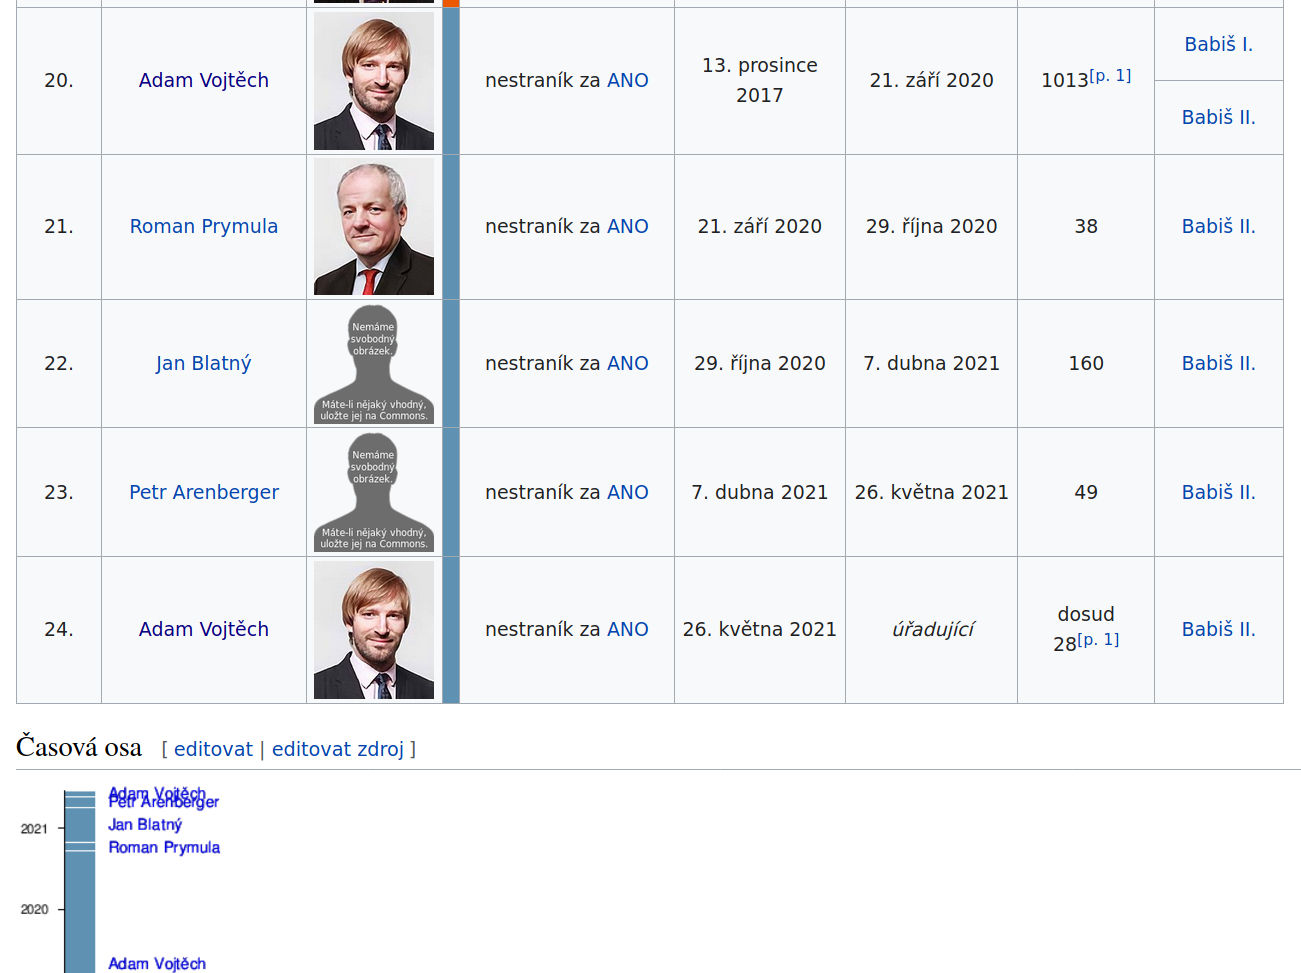 20.
Adam Vojtěch
nestraník za ANO
13. prosince
2017
21. září 2020
1013[p. 1]
Babiš I.
Babiš II.
21.
Roman Prymula
nestraník za ANO
21. září 2020
29. října 2020
38
Babiš II.
22.
Jan Blatný
Nemáme
svobodný
obrázek.
Máte-li nějaký vhodný,
uložte jej na Commons.
nestraník za ANO
29. října 2020
7. dubna 2021
160
Babiš II.
23.
Petr Arenberger
Nemáme
svobodný
obrázek.
Máte-li nějaký vhodný,
uložte jej na Commons.
nestraník za ANO
7. dubna 2021
26. května 2021
49
Babiš II.
24.
Adam Vojtěch
nestraník za ANO
26. května 2021
úřadující
dosud
28[p. 1]
Babiš II.
Časová osa [ editovat | editovat zdroj ]
Adam Vojtěch
Petr Arenberger
2021
Jan Blatný
Roman Prymula
2020
Adam Vojtěch